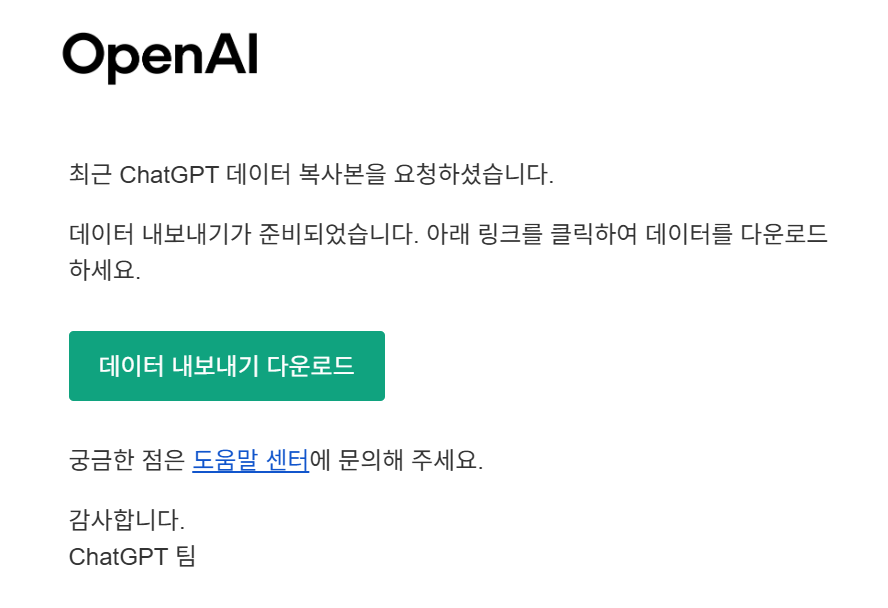 OpenAI
최근 ChatGPT 데이터 복사본을 요청하셨습니다.
데이터 내보내기가 준비되었습니다. 아래 링크를 클릭하여 데이터를 다운로드
하세요.
데이터 내보내기 다운로드
궁금한 점은 도움말 센터에 문의해 주세요.
감사합니다.
ChatGPT 팀